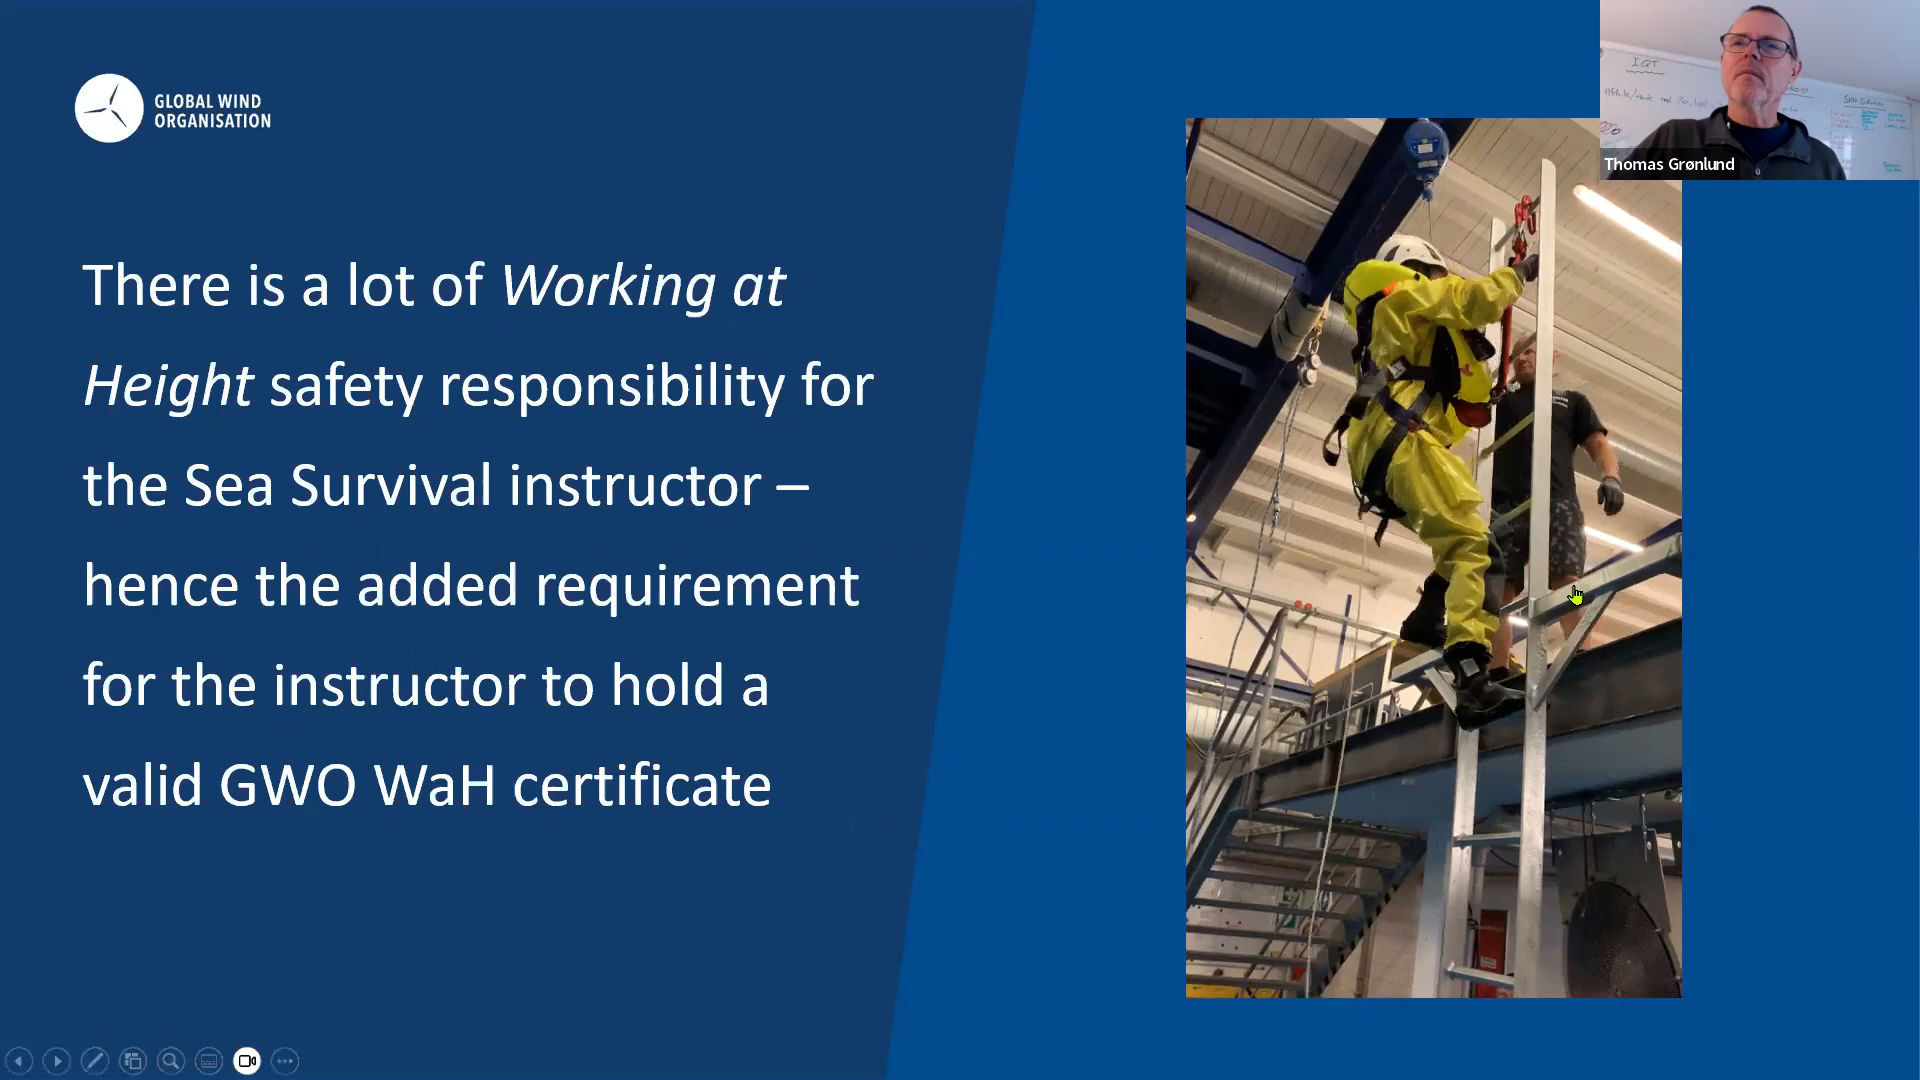 GLOBAL WIND
ORGANISATION
There is a lot of Working at
Height safety responsibility for
the Sea Survival instructor –
hence the added requirement
for the instructor to hold a
valid GWO WaH certificate
IQT
Thomas Grønlund